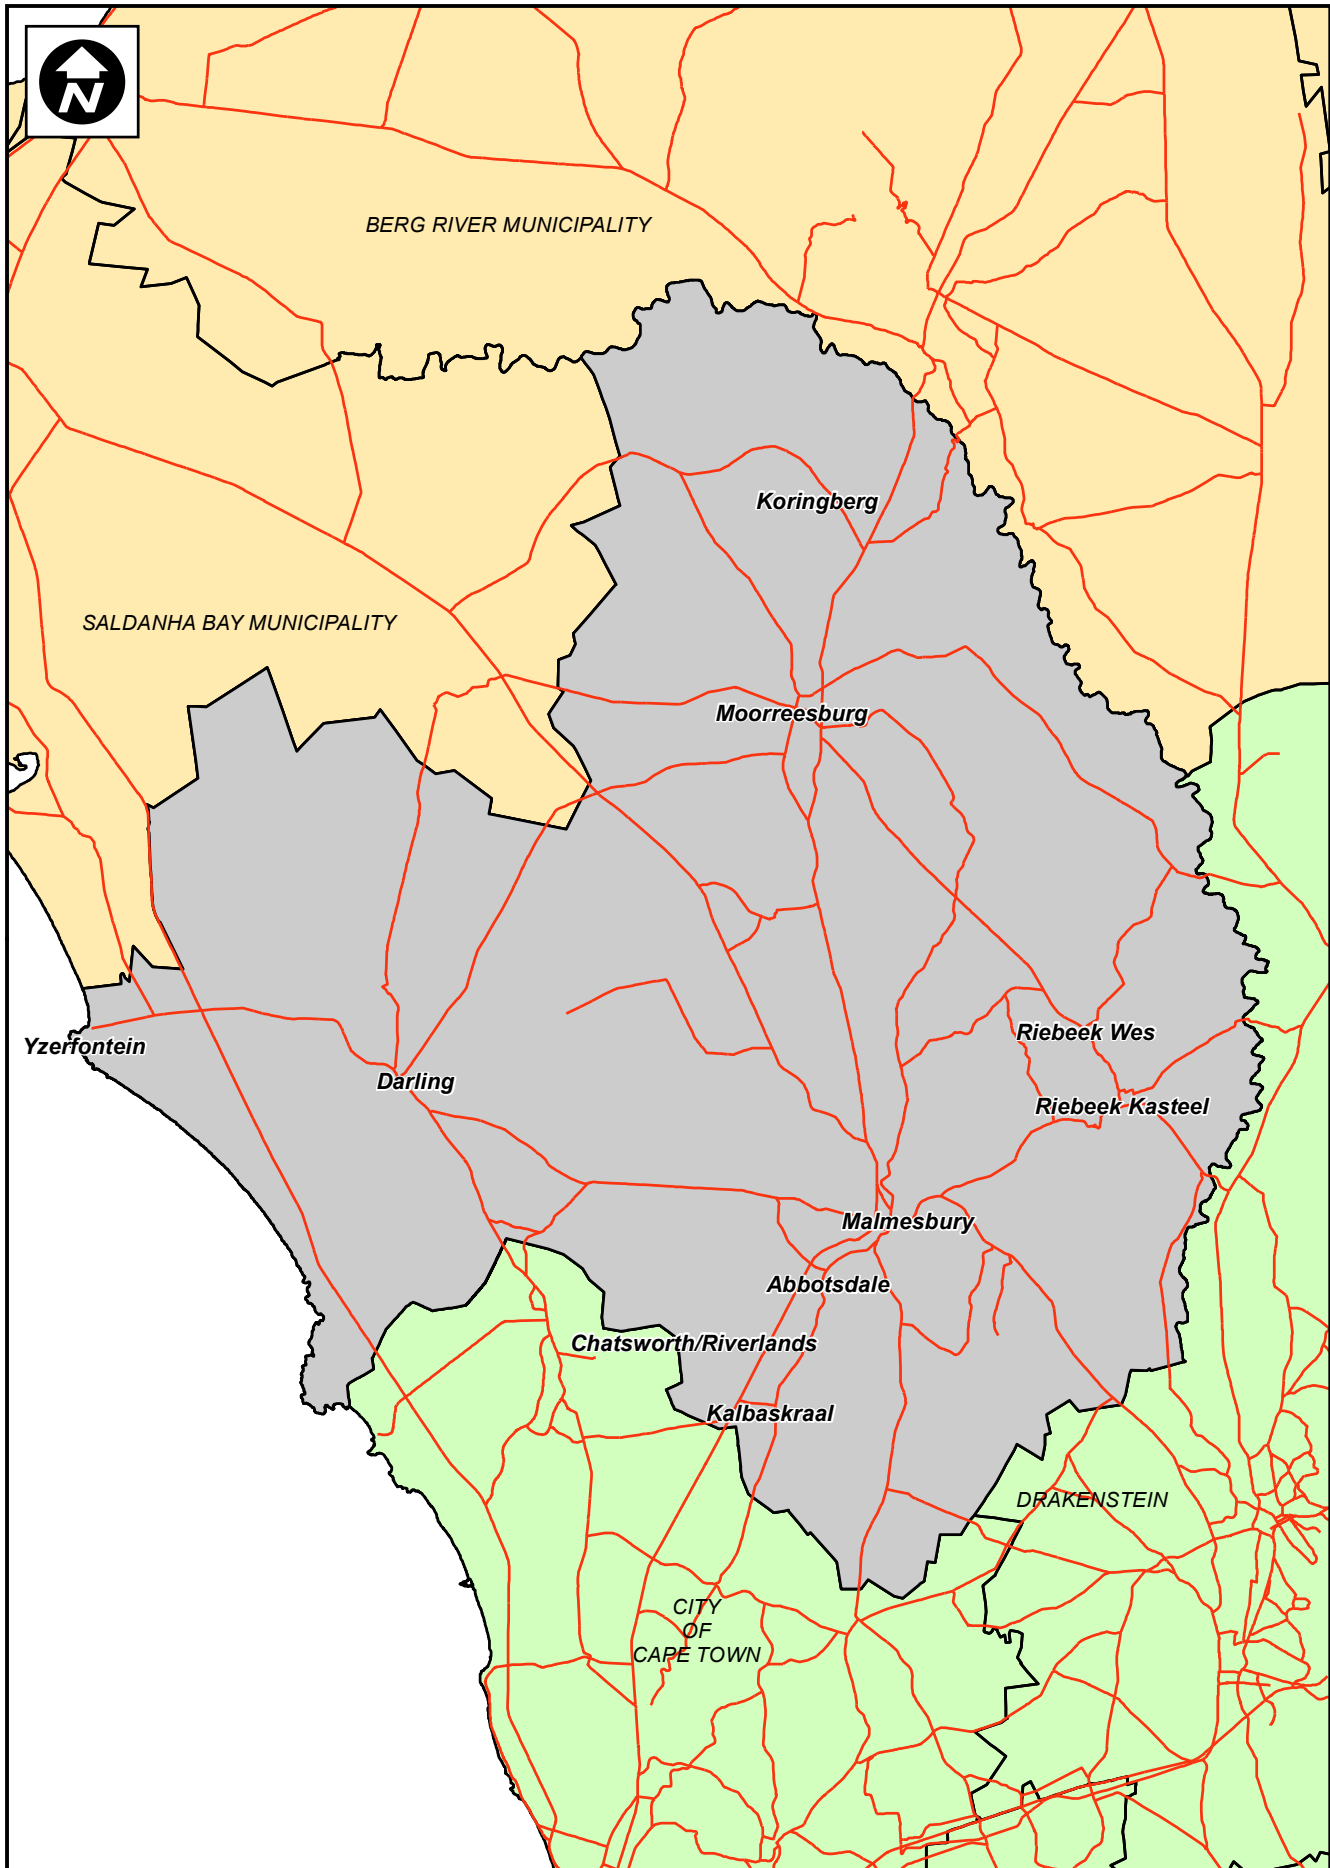 N
BERG RIVER MUNICIPALITY
Koringberg
SALDANHA BAY MUNICIPALITY
Moorreesburg
Riebeek Wes
Yzerfontein
Darling
Riebeek Kasteel
Malmesbury
Abbotsdale
Chatsworth/Riverlands
Kalbaskraal
DRAKENSTEIN
CITY
OF
CAPE TOWN